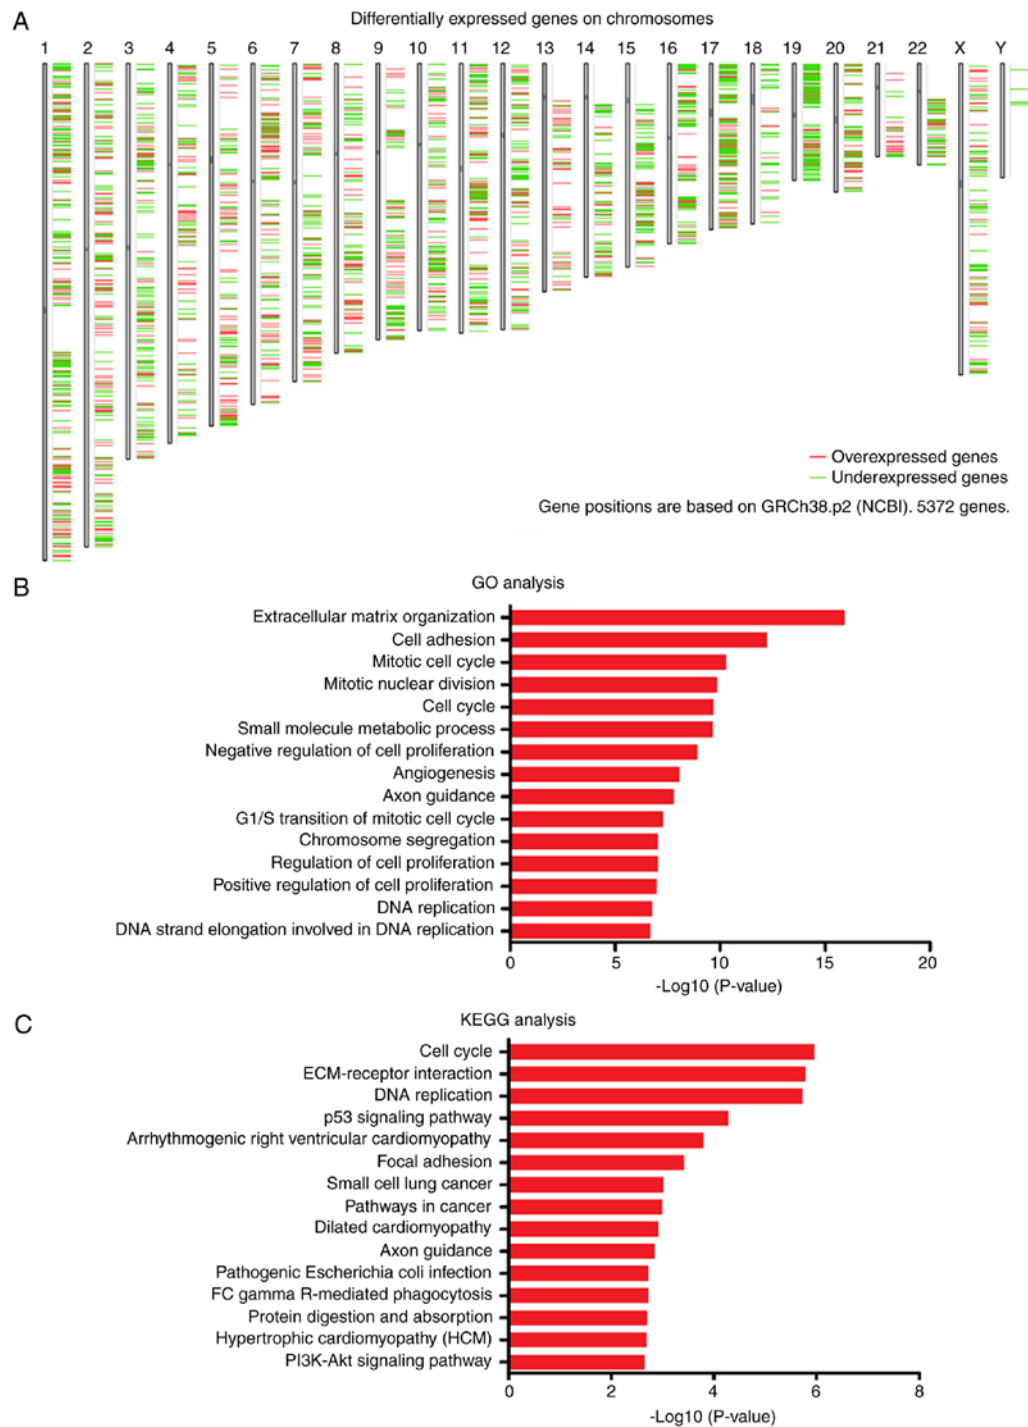 A
Differentially expressed genes on chromosomes
1 2 3 4 5 6 7 8 9 10 11 12 13 14 15 16 17 18 19 20 21 22 X Y
Overexpressed genes
Underexpressed genes
Gene positions are based on GRCh38.p2 (NCBI). 5372 genes.
B
GO analysis
Extracellular matrix organization
Cell adhesion
Mitotic cell cycle
Mitotic nuclear division
Cell cycle
Small molecule metabolic process
Negative regulation of cell proliferation
Angiogenesis
Axon guidance
G1/S transition of mitotic cell cycle
Chromosome segregation
Regulation of cell proliferation
Positive regulation of cell proliferation
DNA replication
DNA strand elongation involved in DNA replication
0 5 10 15 20
-Log10 (P-value)
C
KEGG analysis
Cell cycle
ECM-receptor interaction
DNA replication
p53 signaling pathway
Arrhythmogenic right ventricular cardiomyopathy
Focal adhesion
Small cell lung cancer
Pathways in cancer
Dilated cardiomyopathy
Axon guidance
Pathogenic Escherichia coli infection
FC gamma R-mediated phagocytosis
Protein digestion and absorption
Hypertrophic cardiomyopathy (HCM)
PI3K-Akt signaling pathway
0 2 4 6 8
-Log10 (P-value)